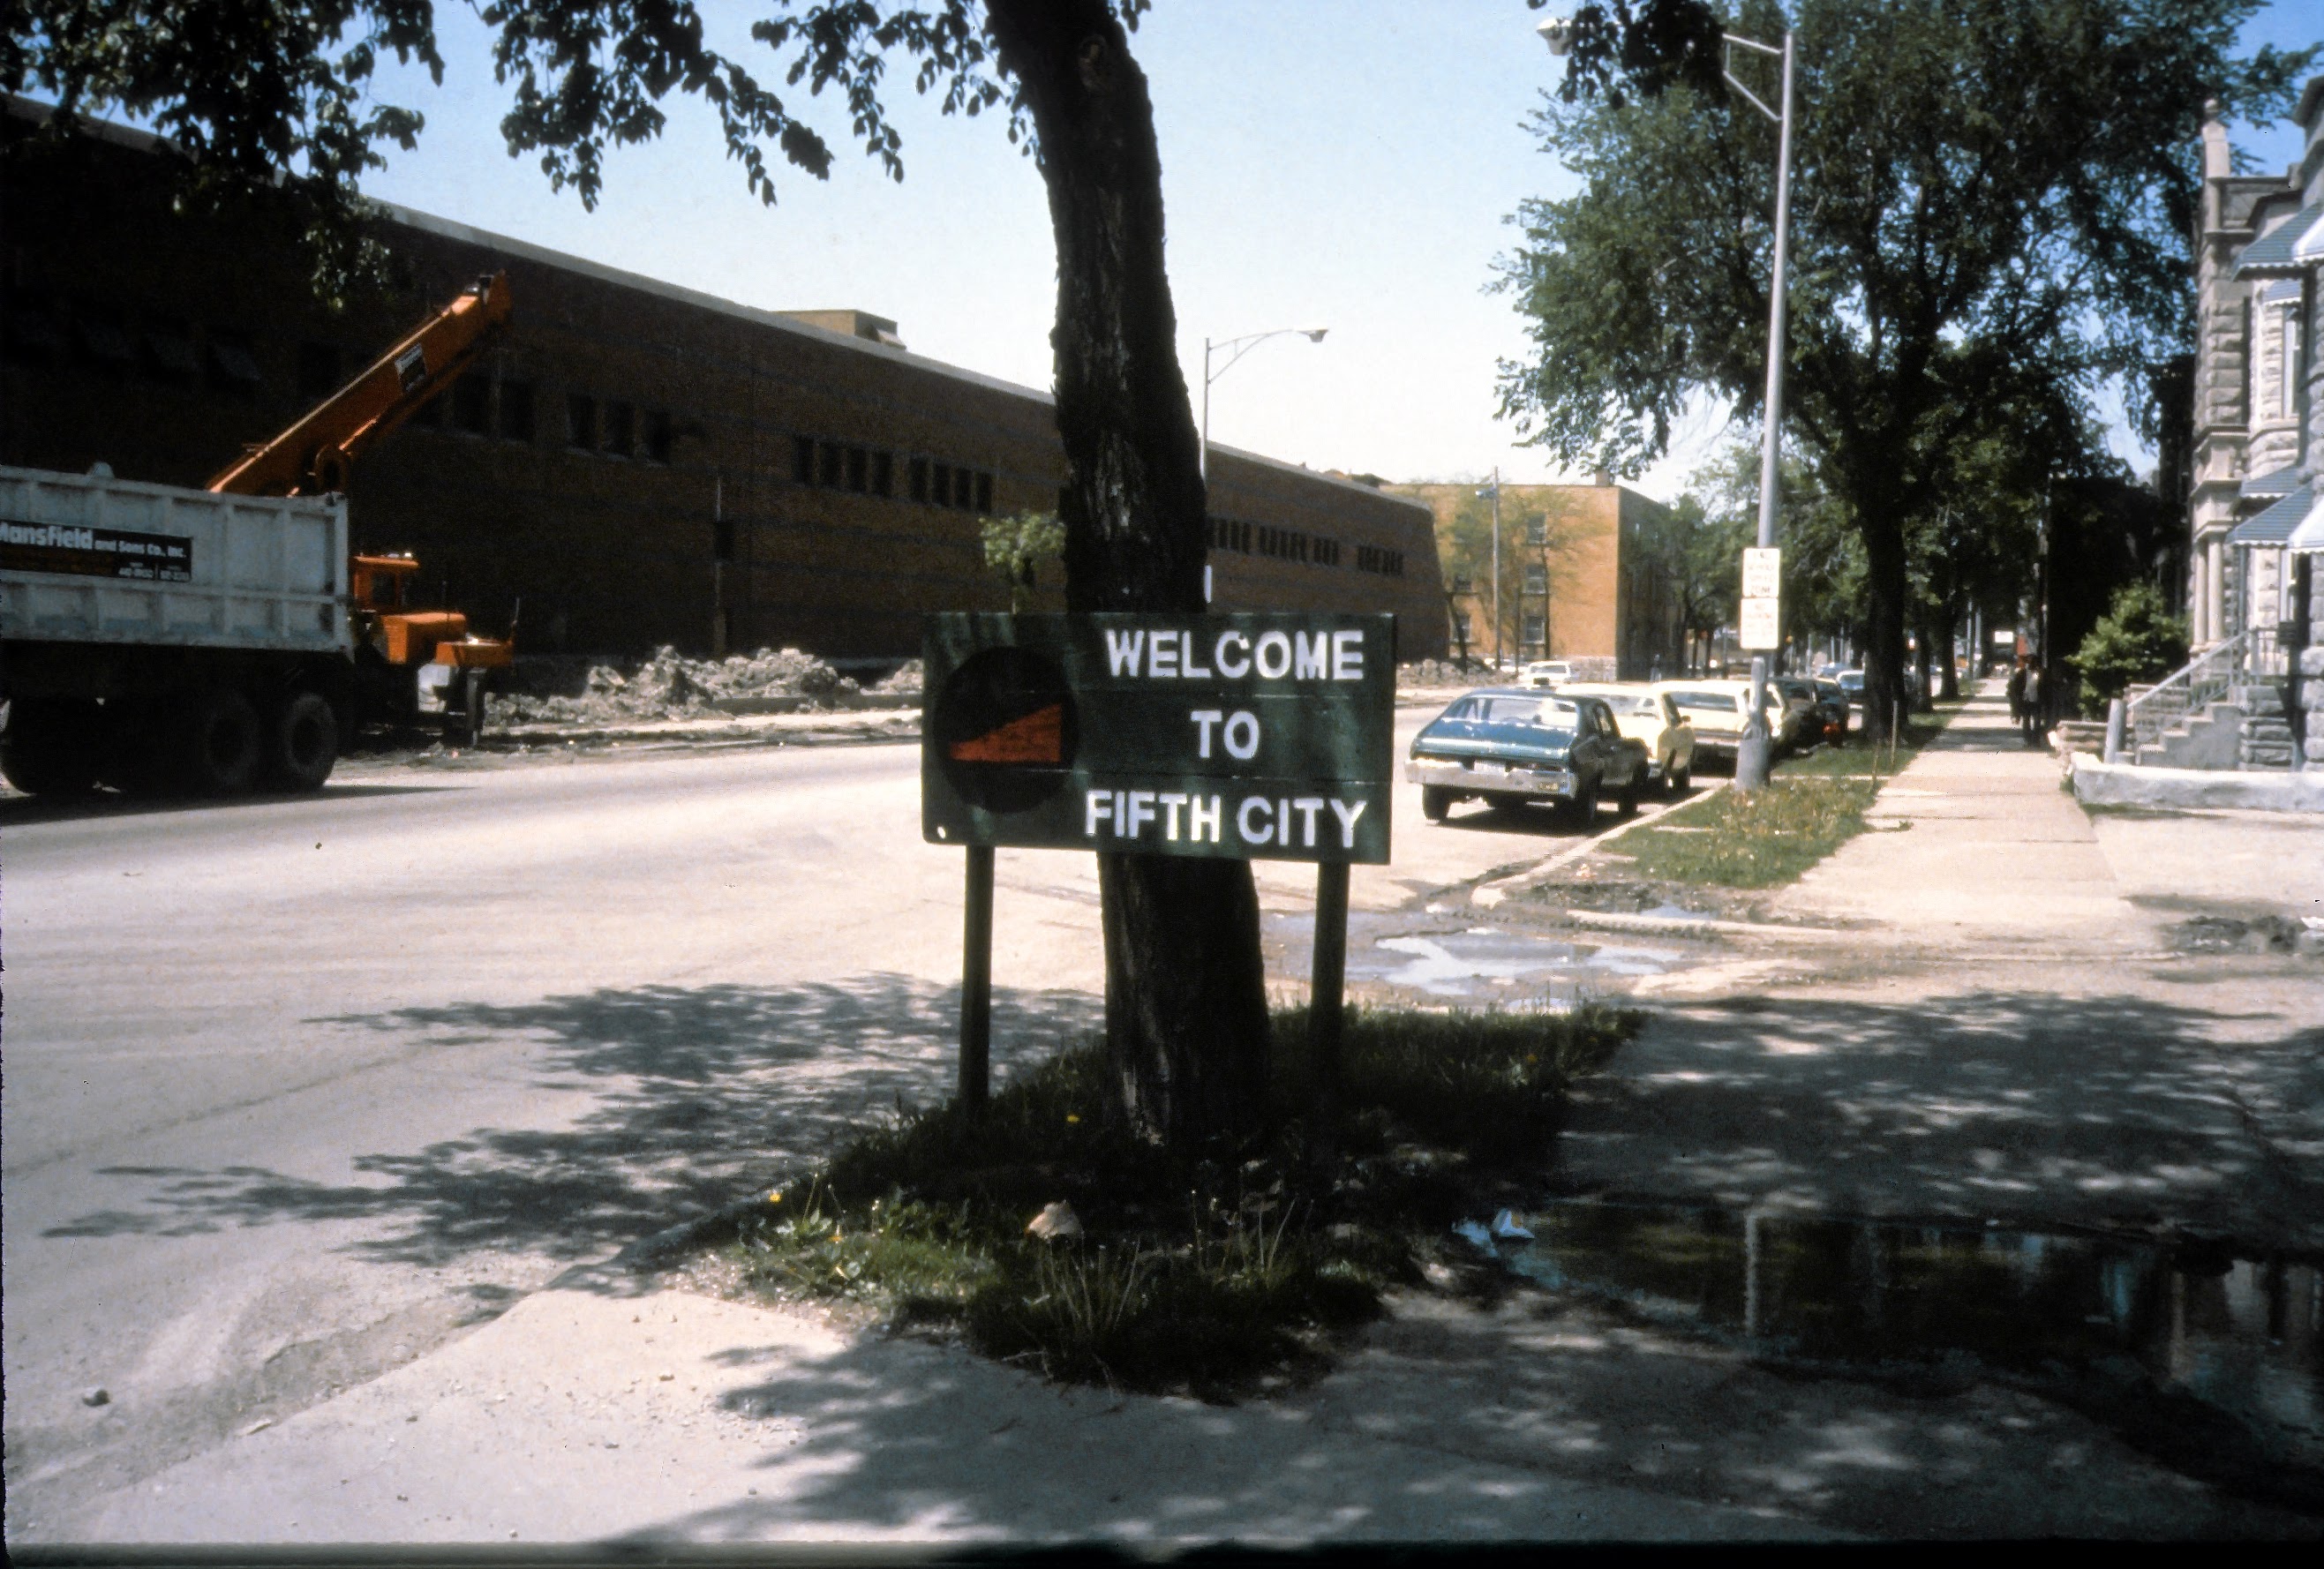 Mansfield and Sons Co., Inc.
WELCOME
TO
FIFTH CITY